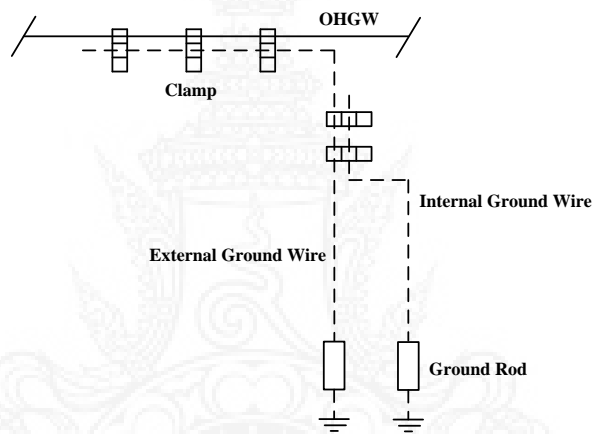 OHGW
Clamp
Internal Ground Wire
External Ground Wire
Ground Rod